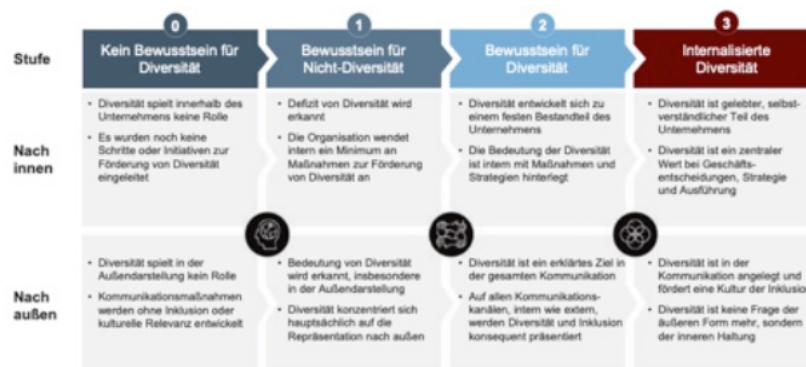 0
1
2
3
Stufe
Kein Bewusstsein für
Diversität
Bewusstsein für
Nicht-Diversität
Bewusstsein für
Diversität
Internalisierte
Diversität
Nach
innen
• Diversität spielt innerhalb des
Unternehmens keine Rolle
• Es wurden noch keine
Schritte oder Initiativen zur
Förderung von Diversität
eingeleitet
• Defizit von Diversität wird
erkannt
• Die Organisation wendet
intern ein Minimum an
Maßnahmen zur Förderung
von Diversität an
• Diversität entwickelt sich zu
einem festen Bestandteil des
Unternehmens
• Die Bedeutung der Diversität
ist intern mit Maßnahmen und
Strategien hinterlegt
• Diversität ist gelebter, selbst-
verständlicher Teil des
Unternehmens
• Diversität ist ein zentraler
Wert bei Geschäfts-
entscheidungen, Strategie
und Ausführung
Nach
außen
• Diversität spielt in der
Außendarstellung kein Rolle
• Kommunikationsmaßnahmen
werden ohne Inklusion oder
kulturelle Relevanz entwickelt
• Bedeutung von Diversität
wird erkannt, insbesondere
in der Außendarstellung
• Diversität konzentriert sich
hauptsächlich auf die
Repräsentation nach außen
• Diversität ist ein erklärtes Ziel in
der gesamten Kommunikation
• Auf allen Kommunikations-
kanälen, intern wie extern,
werden Diversität und Inklusion
konsequent präsentiert
• Diversität ist in der
Kommunikation angelegt und
fördert eine Kultur der Inklusion
• Diversität ist keine Frage der
äußeren Form mehr, sondern
der inneren Haltung